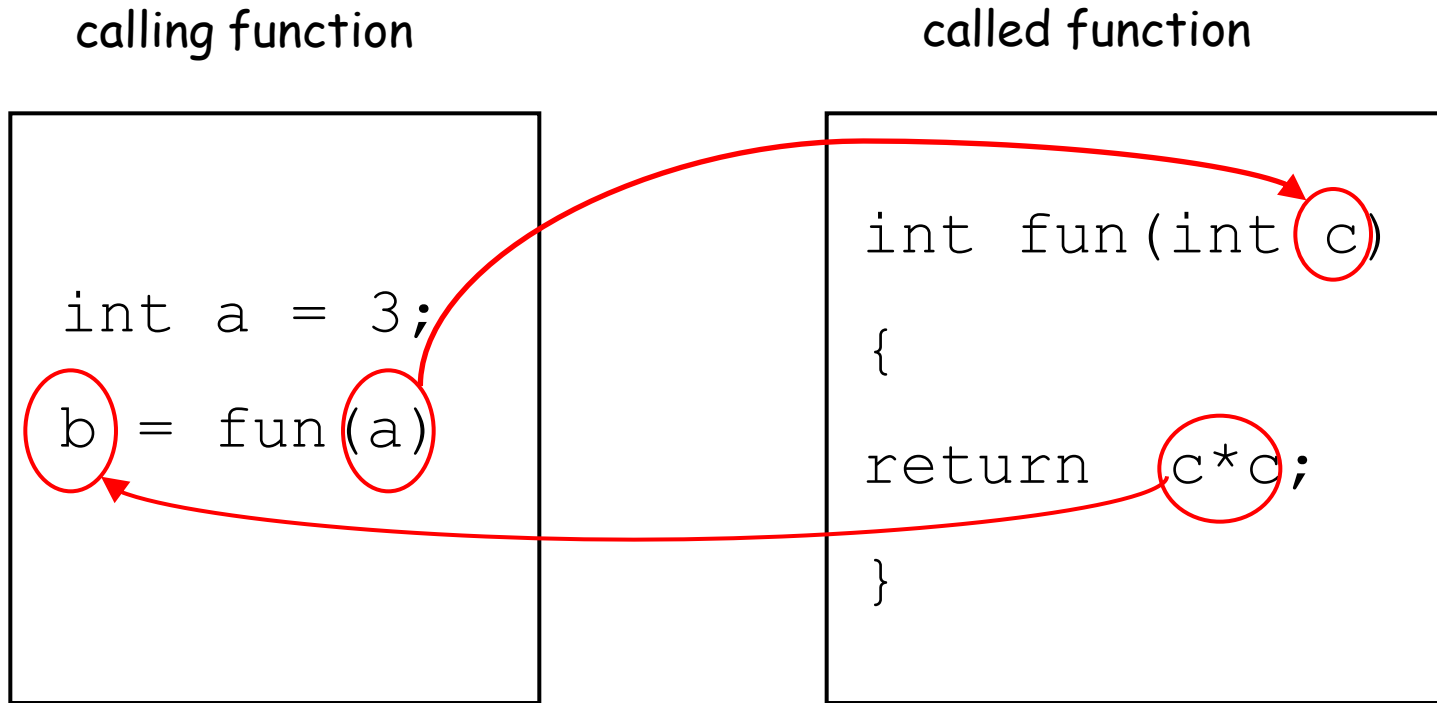 calling function
called function
int a = 3;
b = fun(a)
int fun(int c)
{
return c*c;
}